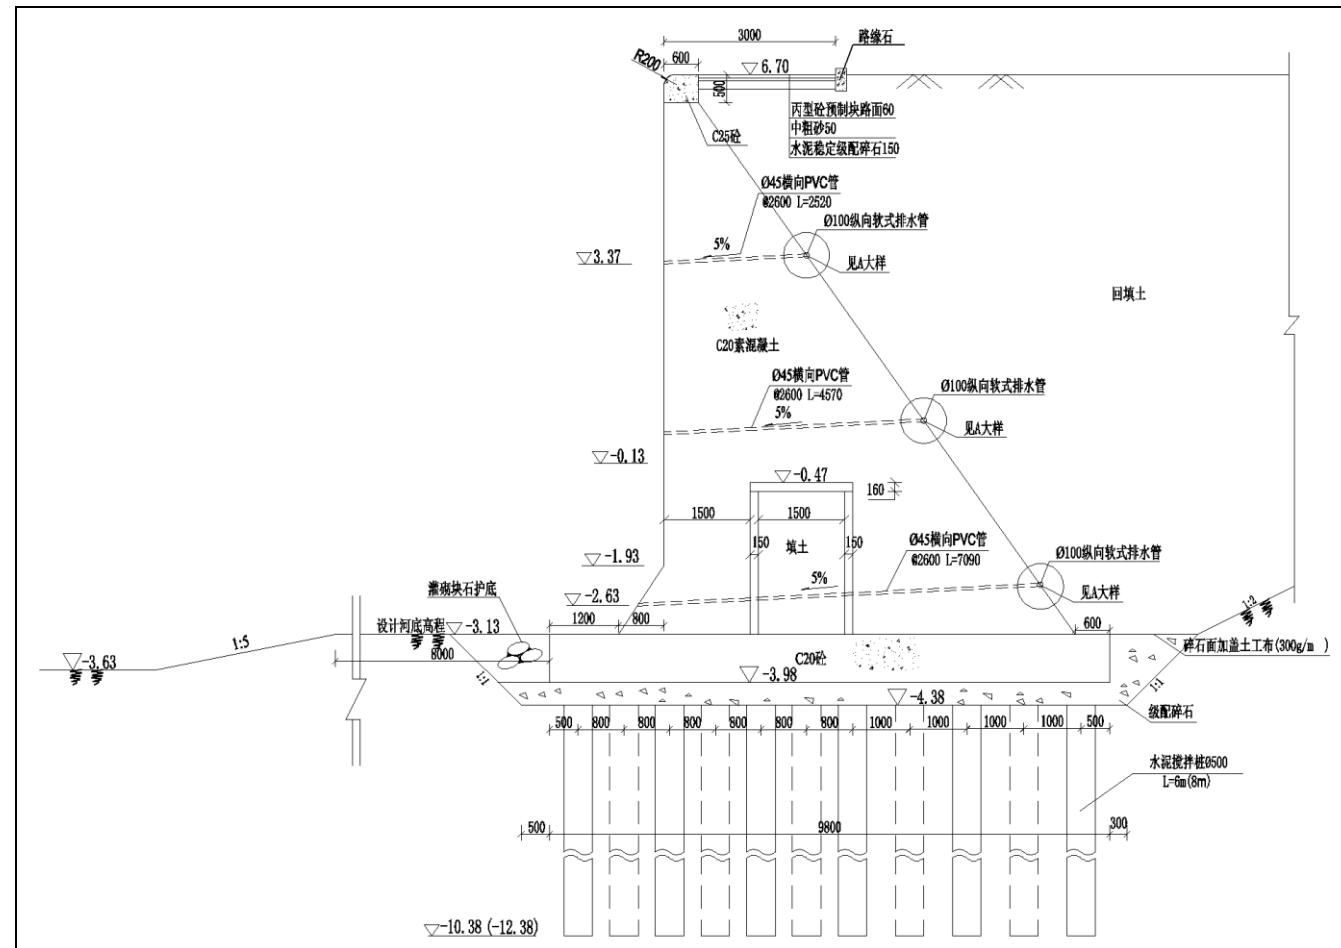 3000
路缘石
R200
600
6.70
500
丙型砼预制块路面60
中粗砂50
水泥稳定级配碎石150
C25砼
Ø45横向PVC管
@2600 L=2520
Ø100纵向软式排水管
5%
见A大样
3.37
回填土
C20素混凝土
Ø45横向PVC管
@2600 L=4570
Ø100纵向软式排水管
5%
见A大样
-0.13
-0.47
160
1500
1500
150
填土
150
Ø45横向PVC管
@2600 L=7090
Ø100纵向软式排水管
-1.93
5%
见A大样
灌砌块石护底
-2.63
1200
800
600
1:2
设计河底高程
-3.13
1:5
8000
-3.63
碎石面加盖土工布(300g/m )
C20砼
-3.98
1:1
1:1
-4.38
级配碎石
500
800
800
800
800
800
800
1000
1000
1000
1000
500
水泥搅拌桩Ø500
L=6m(8m)
500
9800
300
-10.38 (-12.38)